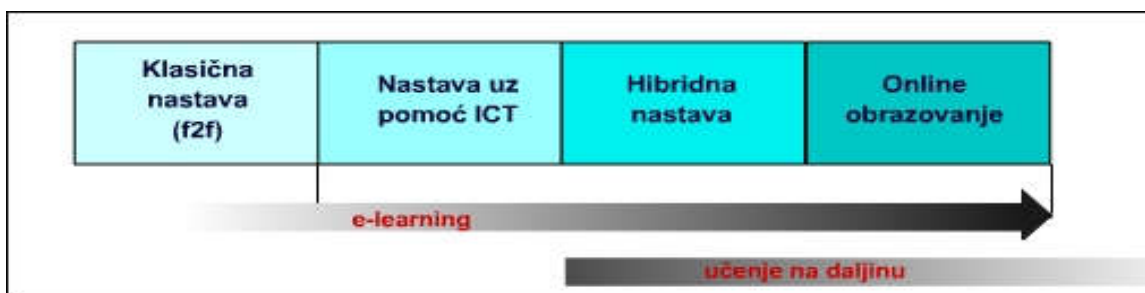 Klasična
nastava
(f2f)
Nastava uz
pomoć ICT
Hibridna
nastava
Online
obrazovanje
e-learning
učenje na daljinu